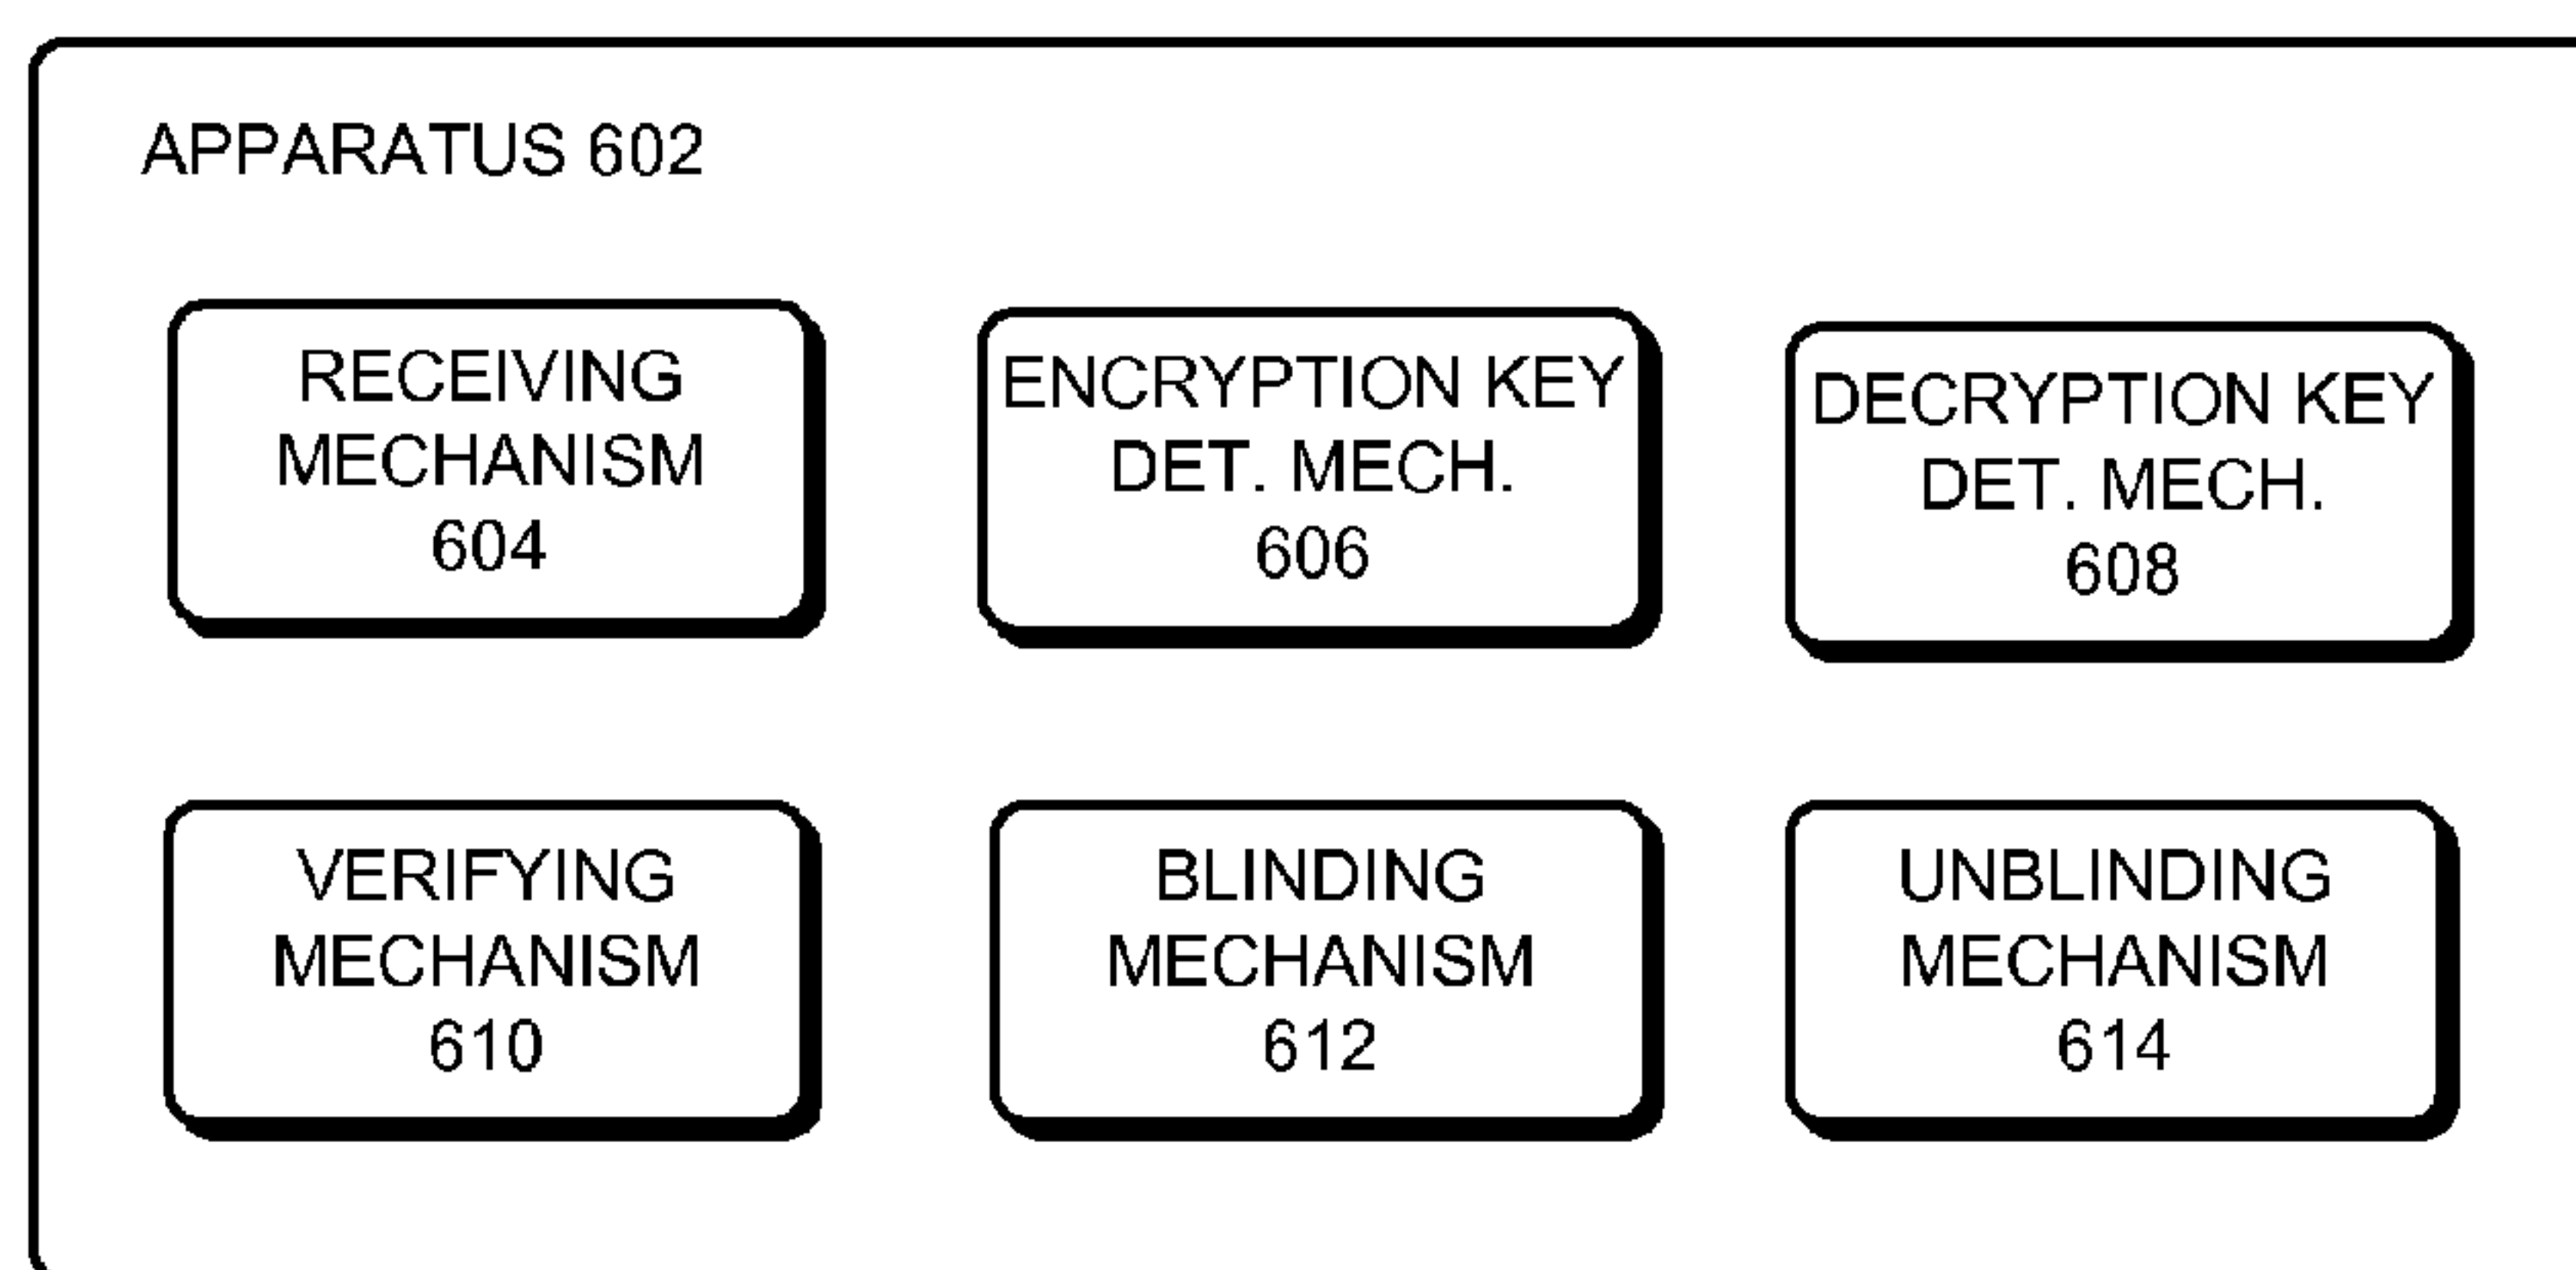 APPARATUS 602
RECEIVING
MECHANISM
604
ENCRYPTION KEY
DET. MECH.
606
DECRYPTION KEY
DET. MECH.
608
VERIFYING
MECHANISM
610
BLINDING
MECHANISM
612
UNBLINDING
MECHANISM
614